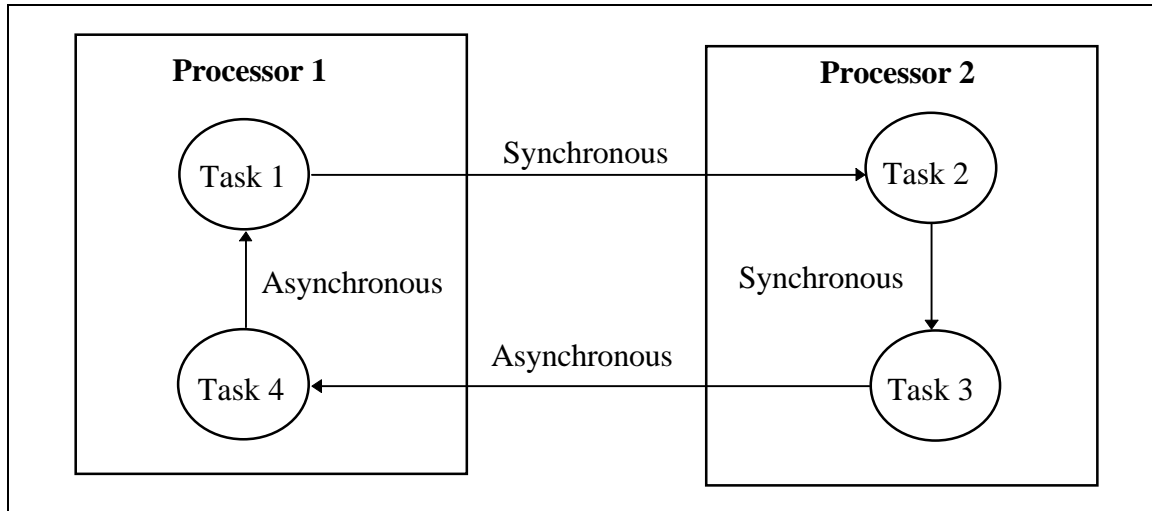 Processor 1
Processor 2
Synchronous
Task 1
Task 2
Asynchronous
Synchronous
Asynchronous
Task 4
Task 3